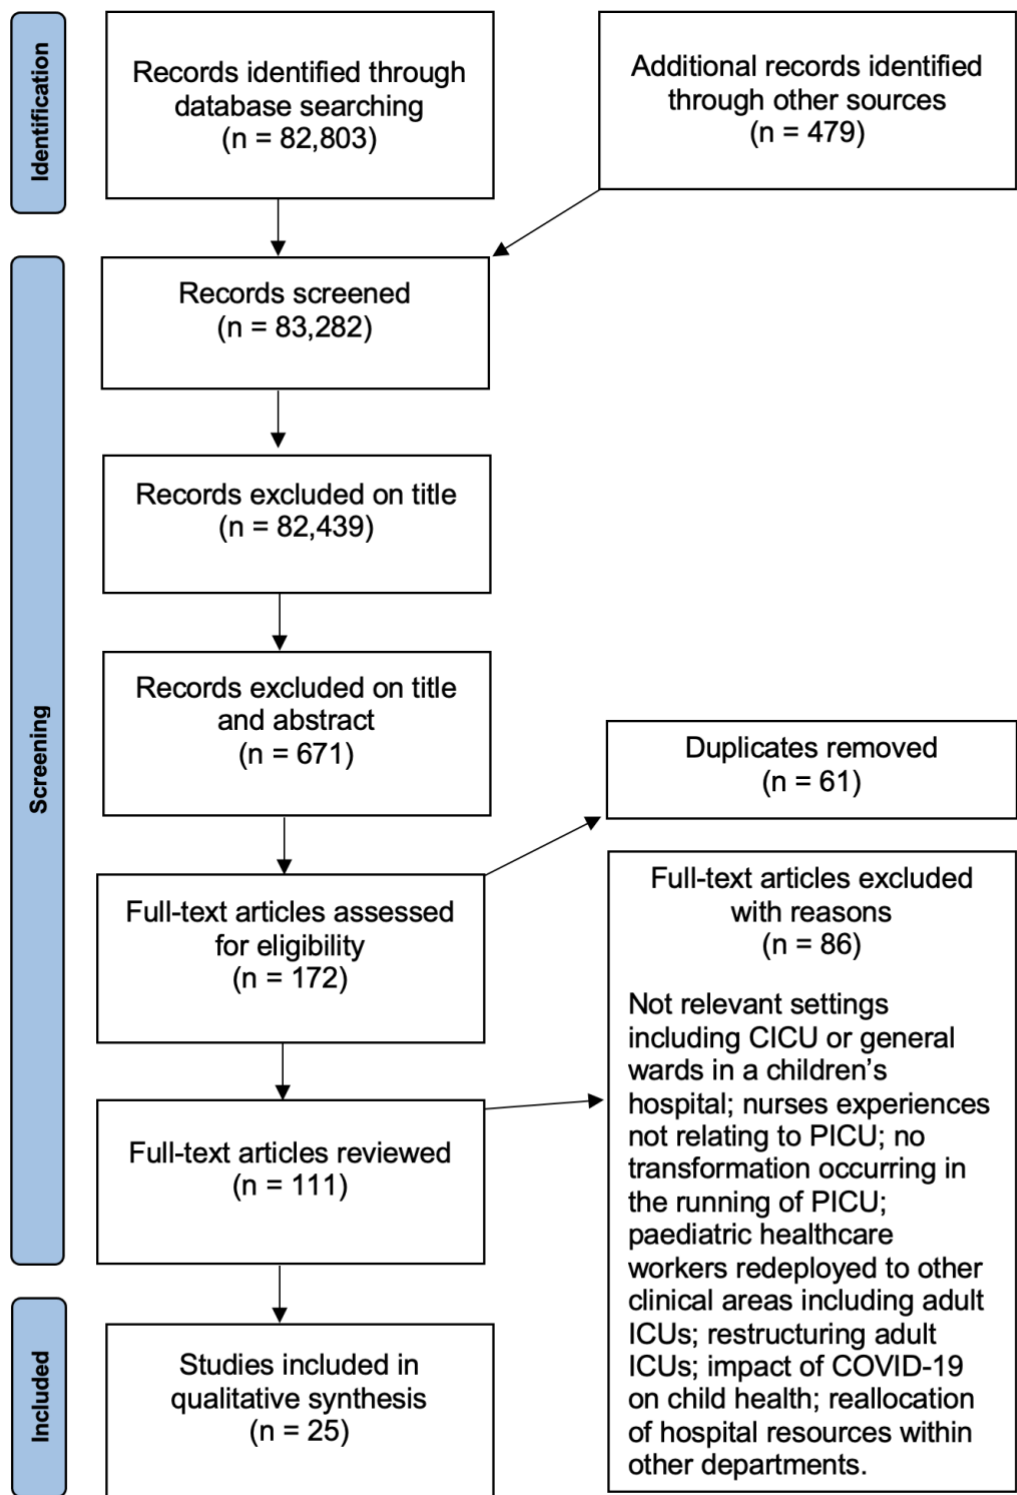 Identification
Records identified through
database searching
(n = 82,803)
Additional records identified
through other sources
(n = 479)
Screening
Records screened
(n = 83,282)
Records excluded on title
(n = 82,439)
Records excluded on title
and abstract
(n = 671)
Duplicates removed
(n = 61)
Full-text articles assessed
for eligibility
(n = 172)
Full-text articles excluded
with reasons
(n = 86)
Not relevant settings
including CICU or general
wards in a children's
hospital; nurses experiences
not relating to PICU; no
transformation occurring in
the running of PICU;
paediatric healthcare
workers redeployed to other
clinical areas including adult
ICUs; restructuring adult
ICUs; impact of COVID-19
on child health; reallocation
of hospital resources within
other departments.
Full-text articles reviewed
(n = 111)
Included
Studies included in
qualitative synthesis
(n = 25)